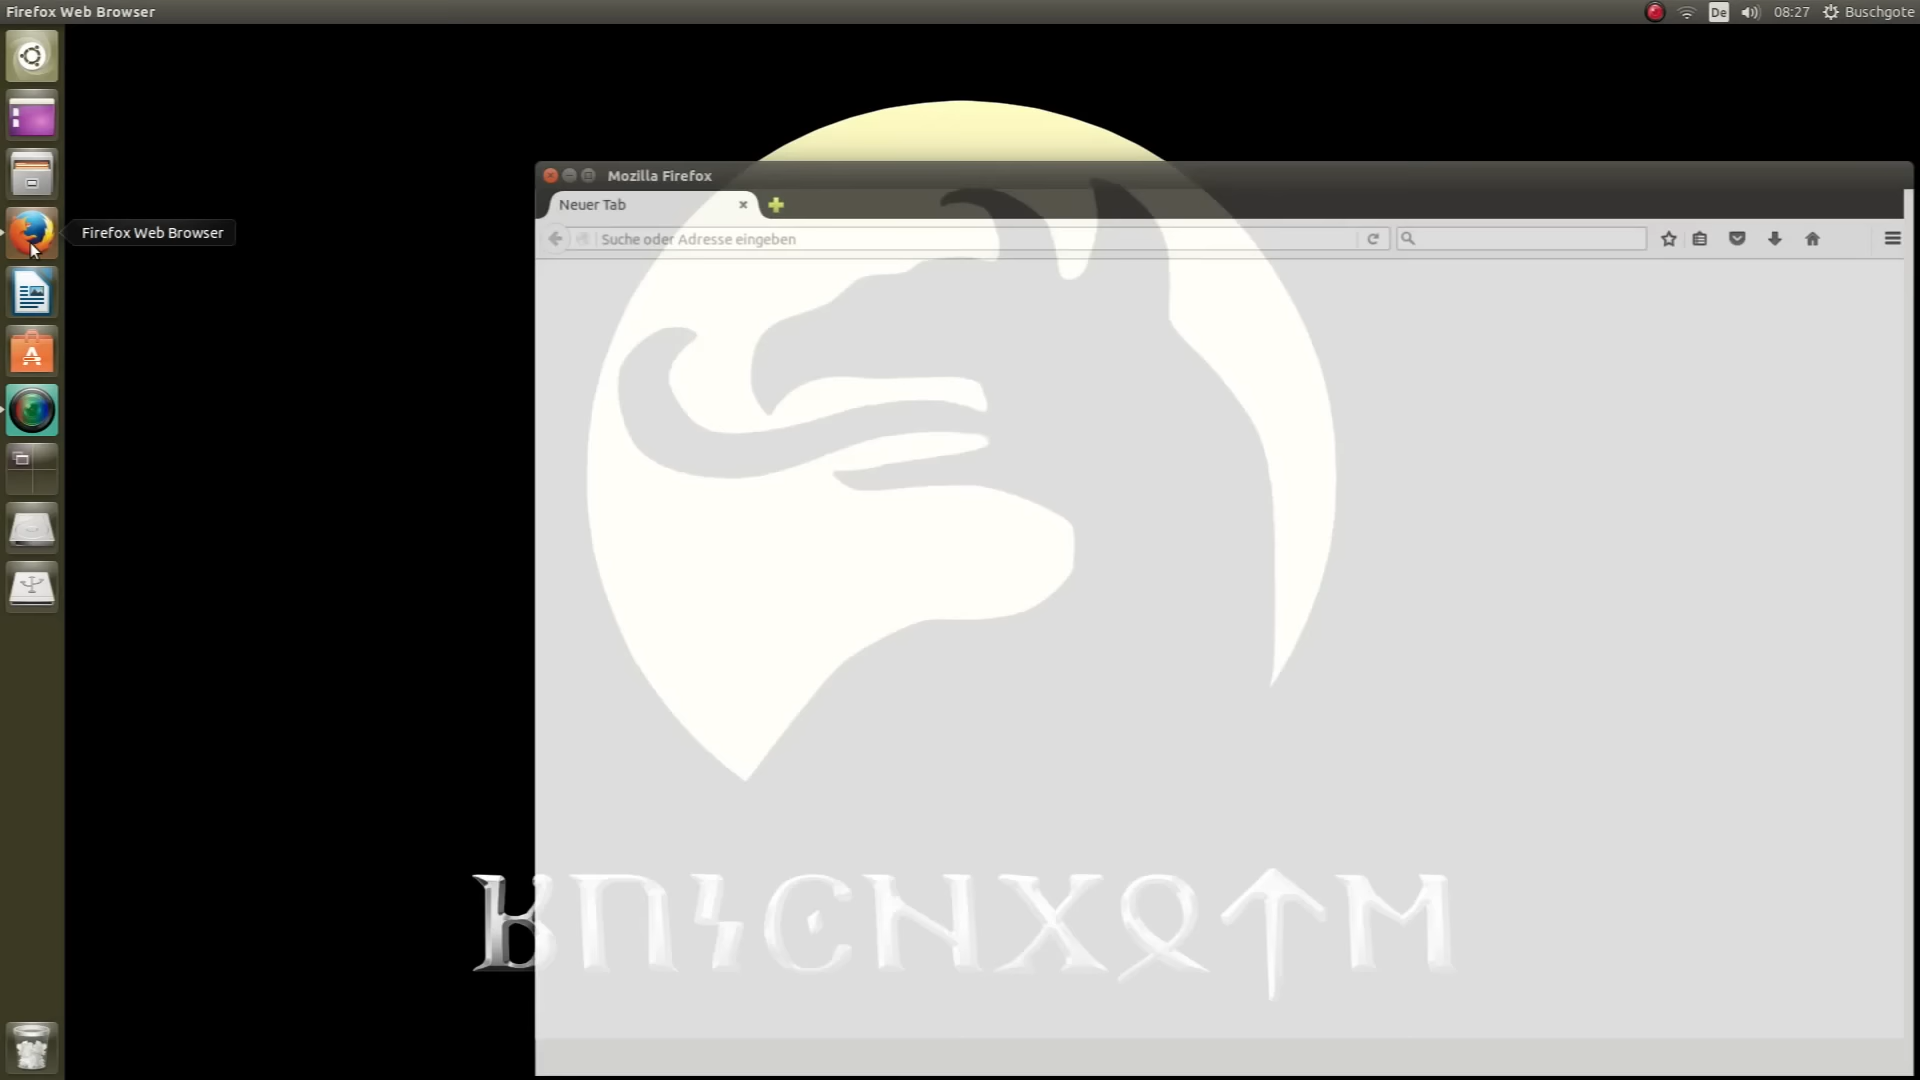 Firefox Web Browser
De
08:27
Buschgote
Firefox Web Browser
Mozilla Firefox
Neuer Tab
Suche oder Adresse eingeben